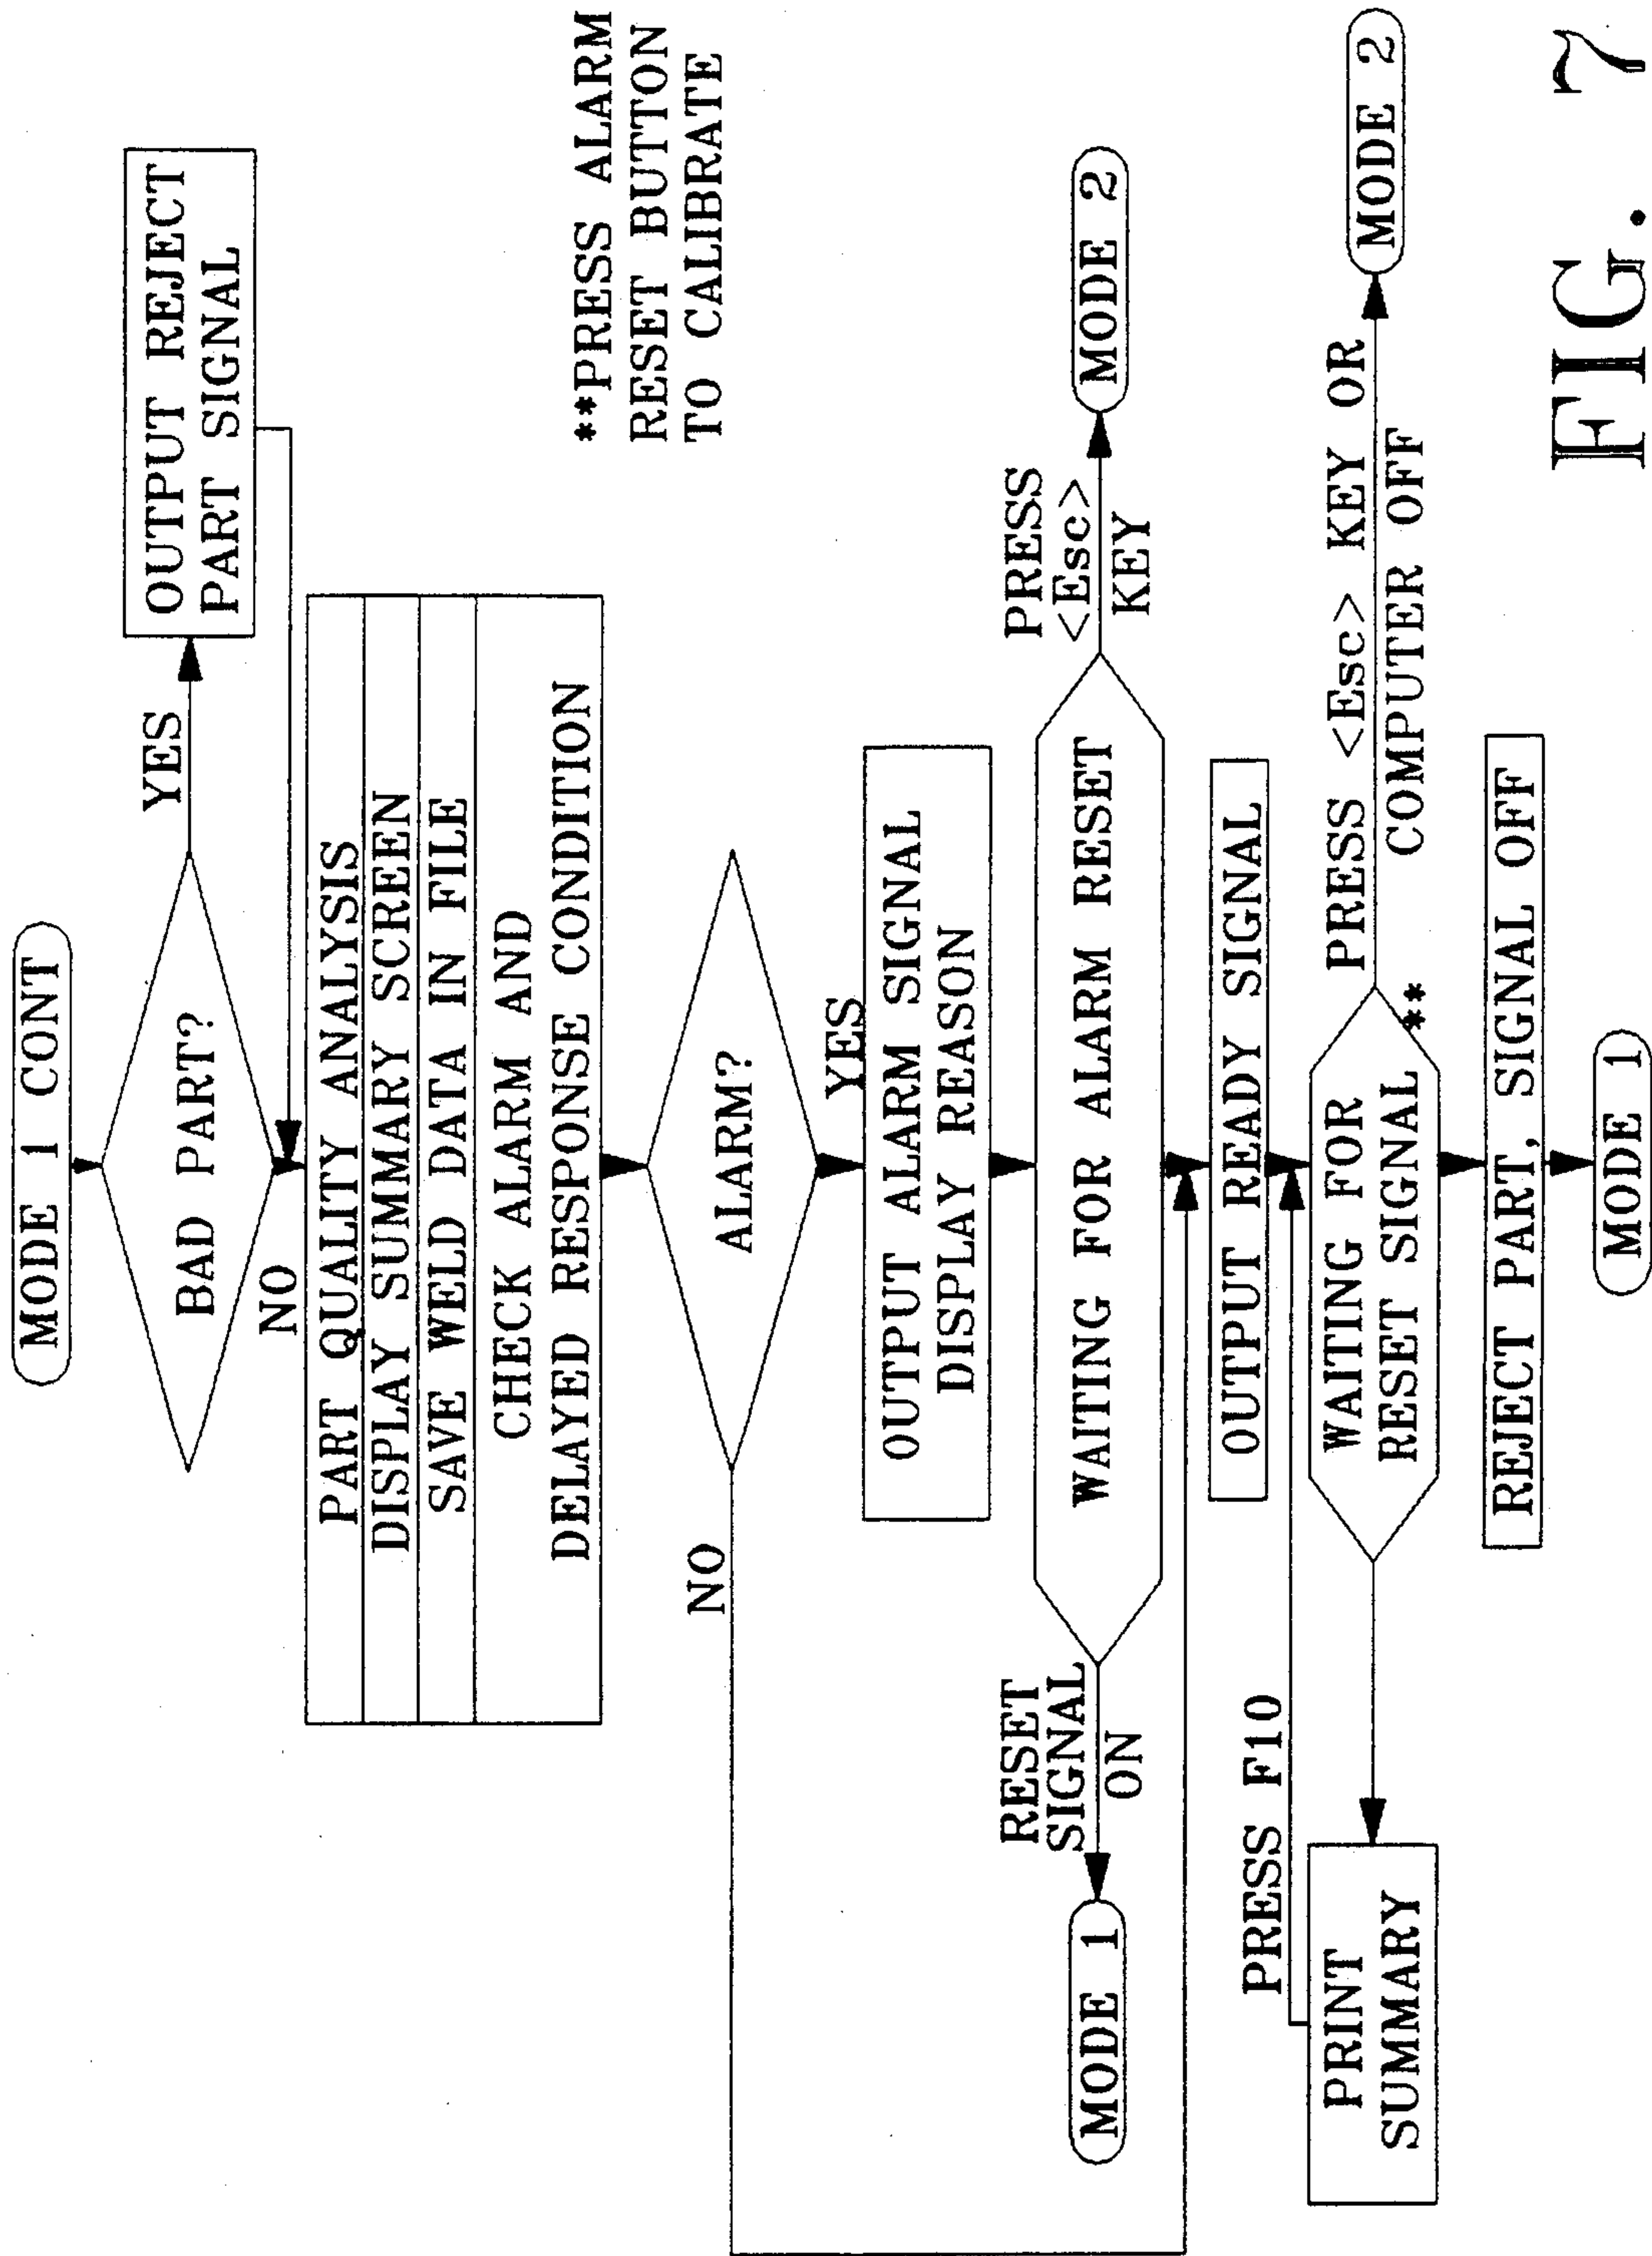 MODE 1 CONT
BAD PART?
YES
OUTPUT REJECT
PART SIGNAL
NO
PART QUALITY ANALYSIS
DISPLAY SUMMARY SCREEN
SAVE WELD DATA IN FILE
CHECK ALARM AND
DELAYED RESPONSE CONDITION
**PRESS ALARM
RESET BUTTON
TO CALIBRATE
NO
ALARM?
YES
OUTPUT ALARM SIGNAL
DISPLAY REASON
MODE 1
RESET
SIGNAL
ON
WAITING FOR ALARM RESET
PRESS
<Esc>
KEY
MODE 2
OUTPUT READY SIGNAL
PRESS F10
PRINT
SUMMARY
WAITING FOR
RESET SIGNAL
**
PRESS <Esc> KEY OR
COMPUTER OFF
MODE 2
REJECT PART, SIGNAL OFF
MODE 1
FIG. 7